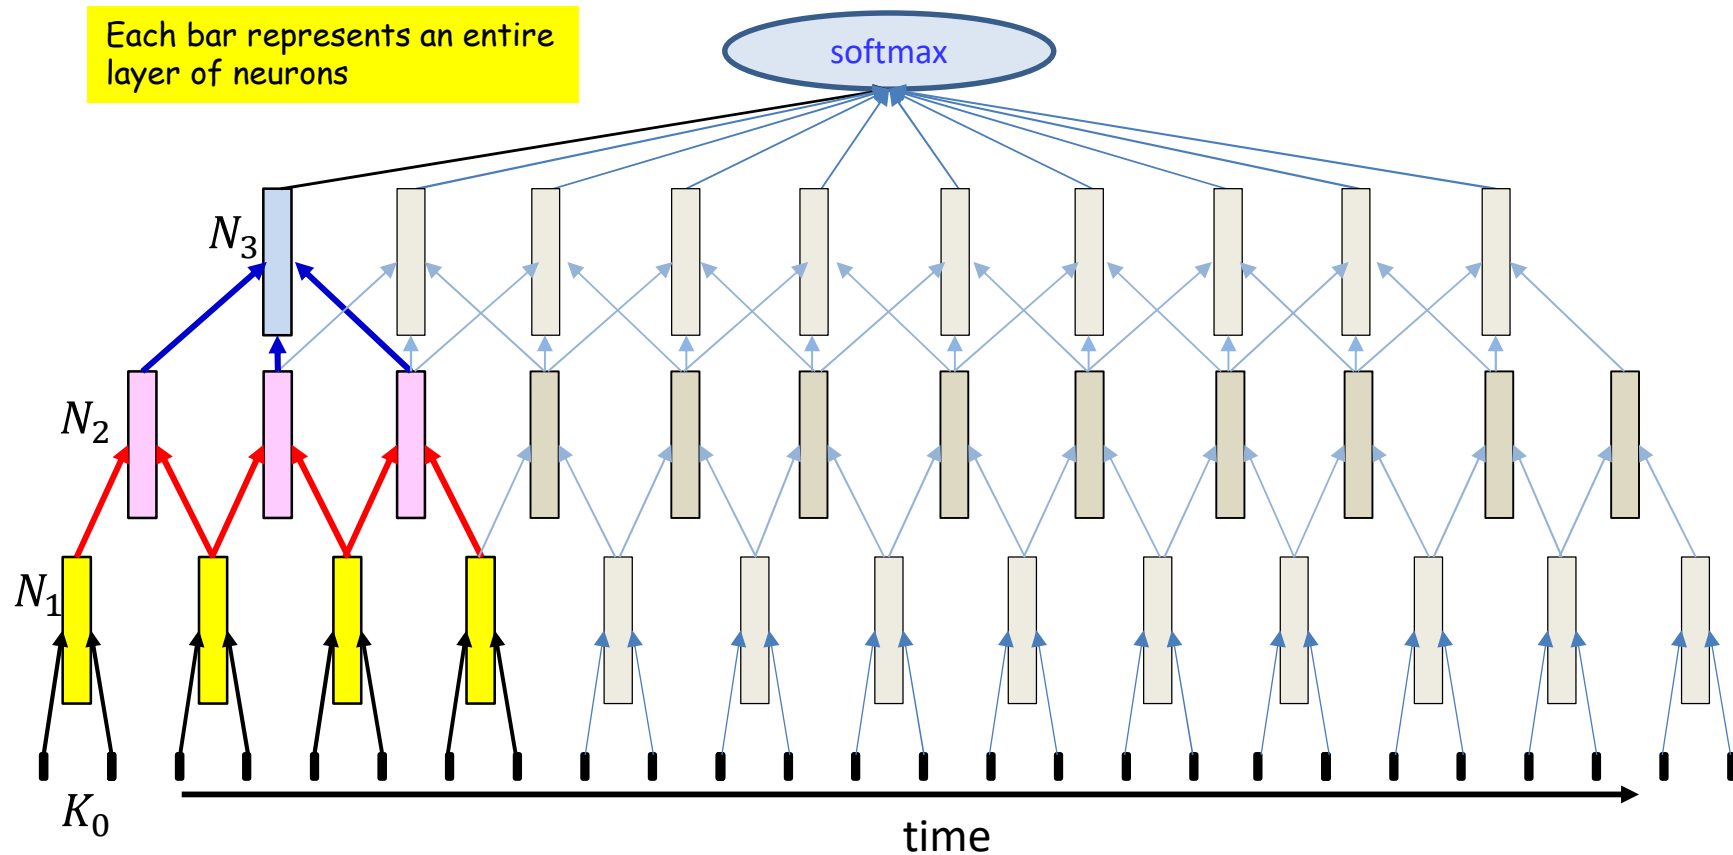 Each bar represents an entire
layer of neurons
softmax
N₃
N₂
N₁
K₀
time